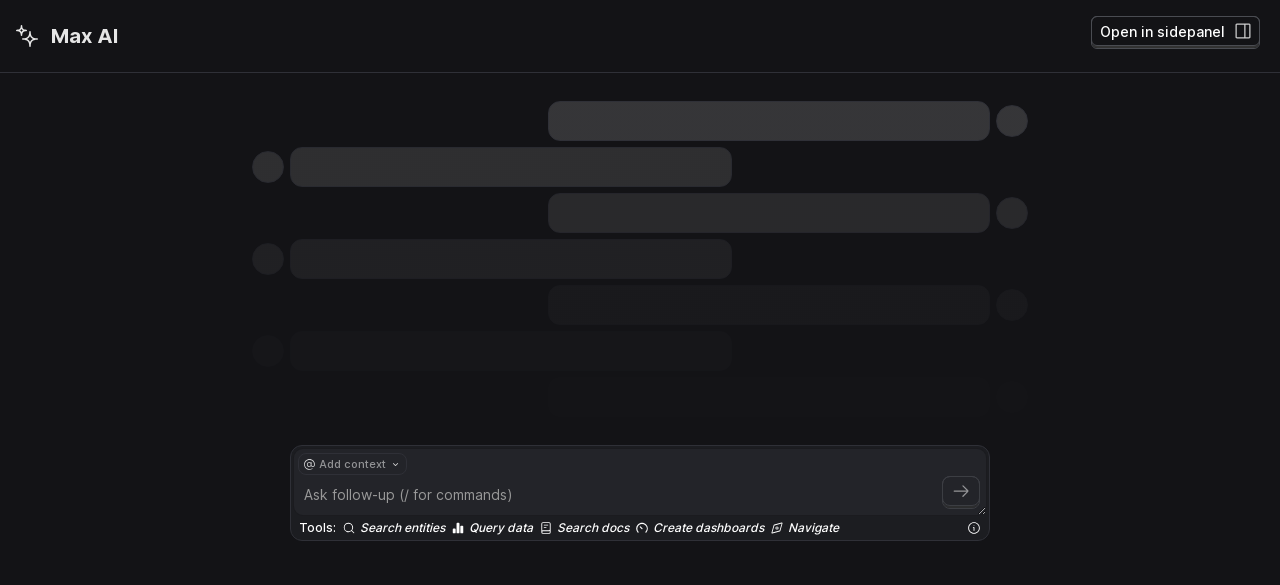 Max AI
Open in sidepanel
@ Add context
Ask follow-up (/ for commands)
Tools: Search entities Query data Search docs Create dashboards Navigate